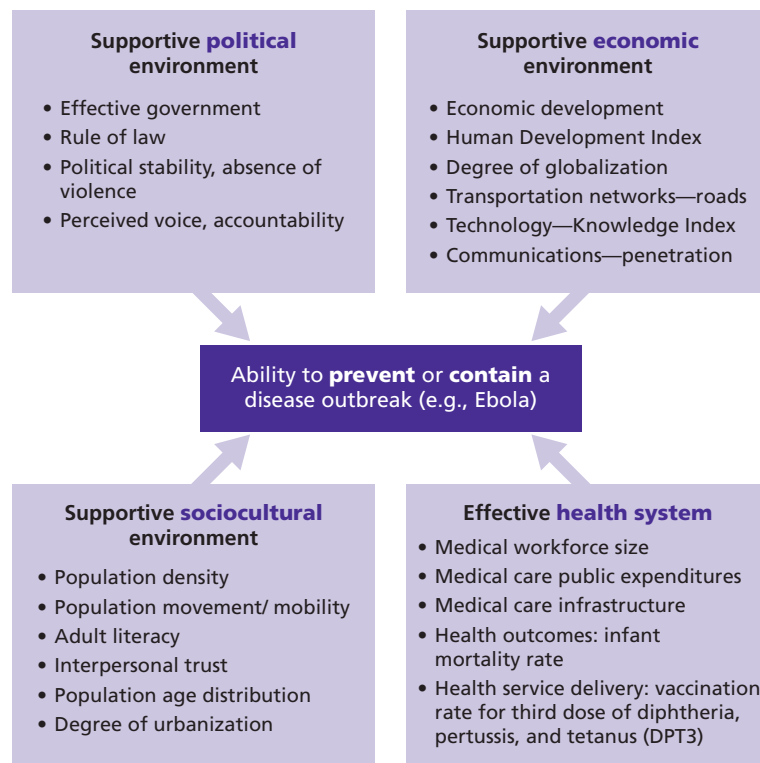 Supportive political
environment
• Effective government
• Rule of law
• Political stability, absence of
violence
• Perceived voice, accountability
Supportive economic
environment
• Economic development
• Human Development Index
• Degree of globalization
• Transportation networks—roads
• Technology—Knowledge Index
• Communications—penetration
Ability to prevent or contain a
disease outbreak (e.g., Ebola)
Supportive sociocultural
environment
• Population density
• Population movement/ mobility
• Adult literacy
• Interpersonal trust
• Population age distribution
• Degree of urbanization
Effective health system
• Medical workforce size
• Medical care public expenditures
• Medical care infrastructure
• Health outcomes: infant
mortality rate
• Health service delivery: vaccination
rate for third dose of diphtheria,
pertussis, and tetanus (DPT3)